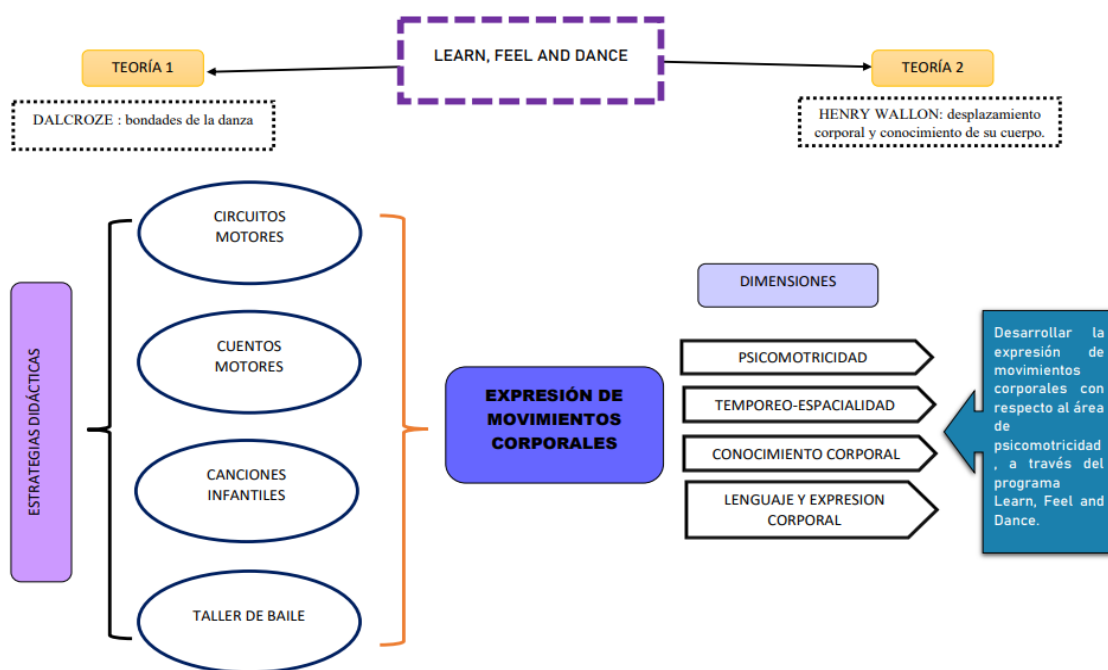 LEARN, FEEL AND DANCE
TEORÍA 1
TEORÍA 2
DALCROZE : bondades de la danza
HENRY WALLON: desplazamiento
corporal y conocimiento de su cuerpo.
ESTRATEGIAS DIDÁCTICAS
CIRCUITOS
MOTORES
CUENTOS
MOTORES
CANCIONES
INFANTILES
TALLER DE BAILE
EXPRESIÓN DE
MOVIMIENTOS
CORPORALES
DIMENSIONES
PSICOMOTRICIDAD
TEMPOREO-ESPACIALIDAD
CONOCIMIENTO CORPORAL
LENGUAJE Y EXPRESION
CORPORAL
Desarrollar la
expresión de
movimientos
corporales con
respecto al área
de
psicomotricidad
, a través del
programa
Learn, Feel and
Dance.